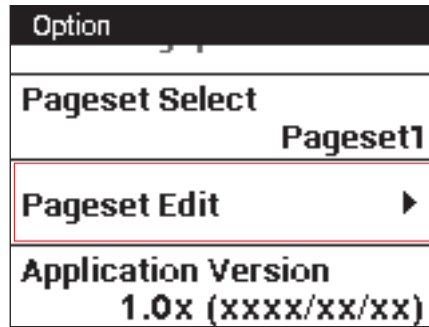 Option
Pageset Select
Pageset1
Pageset Edit
Application Version
1.0x (xxxx/xx/xx)